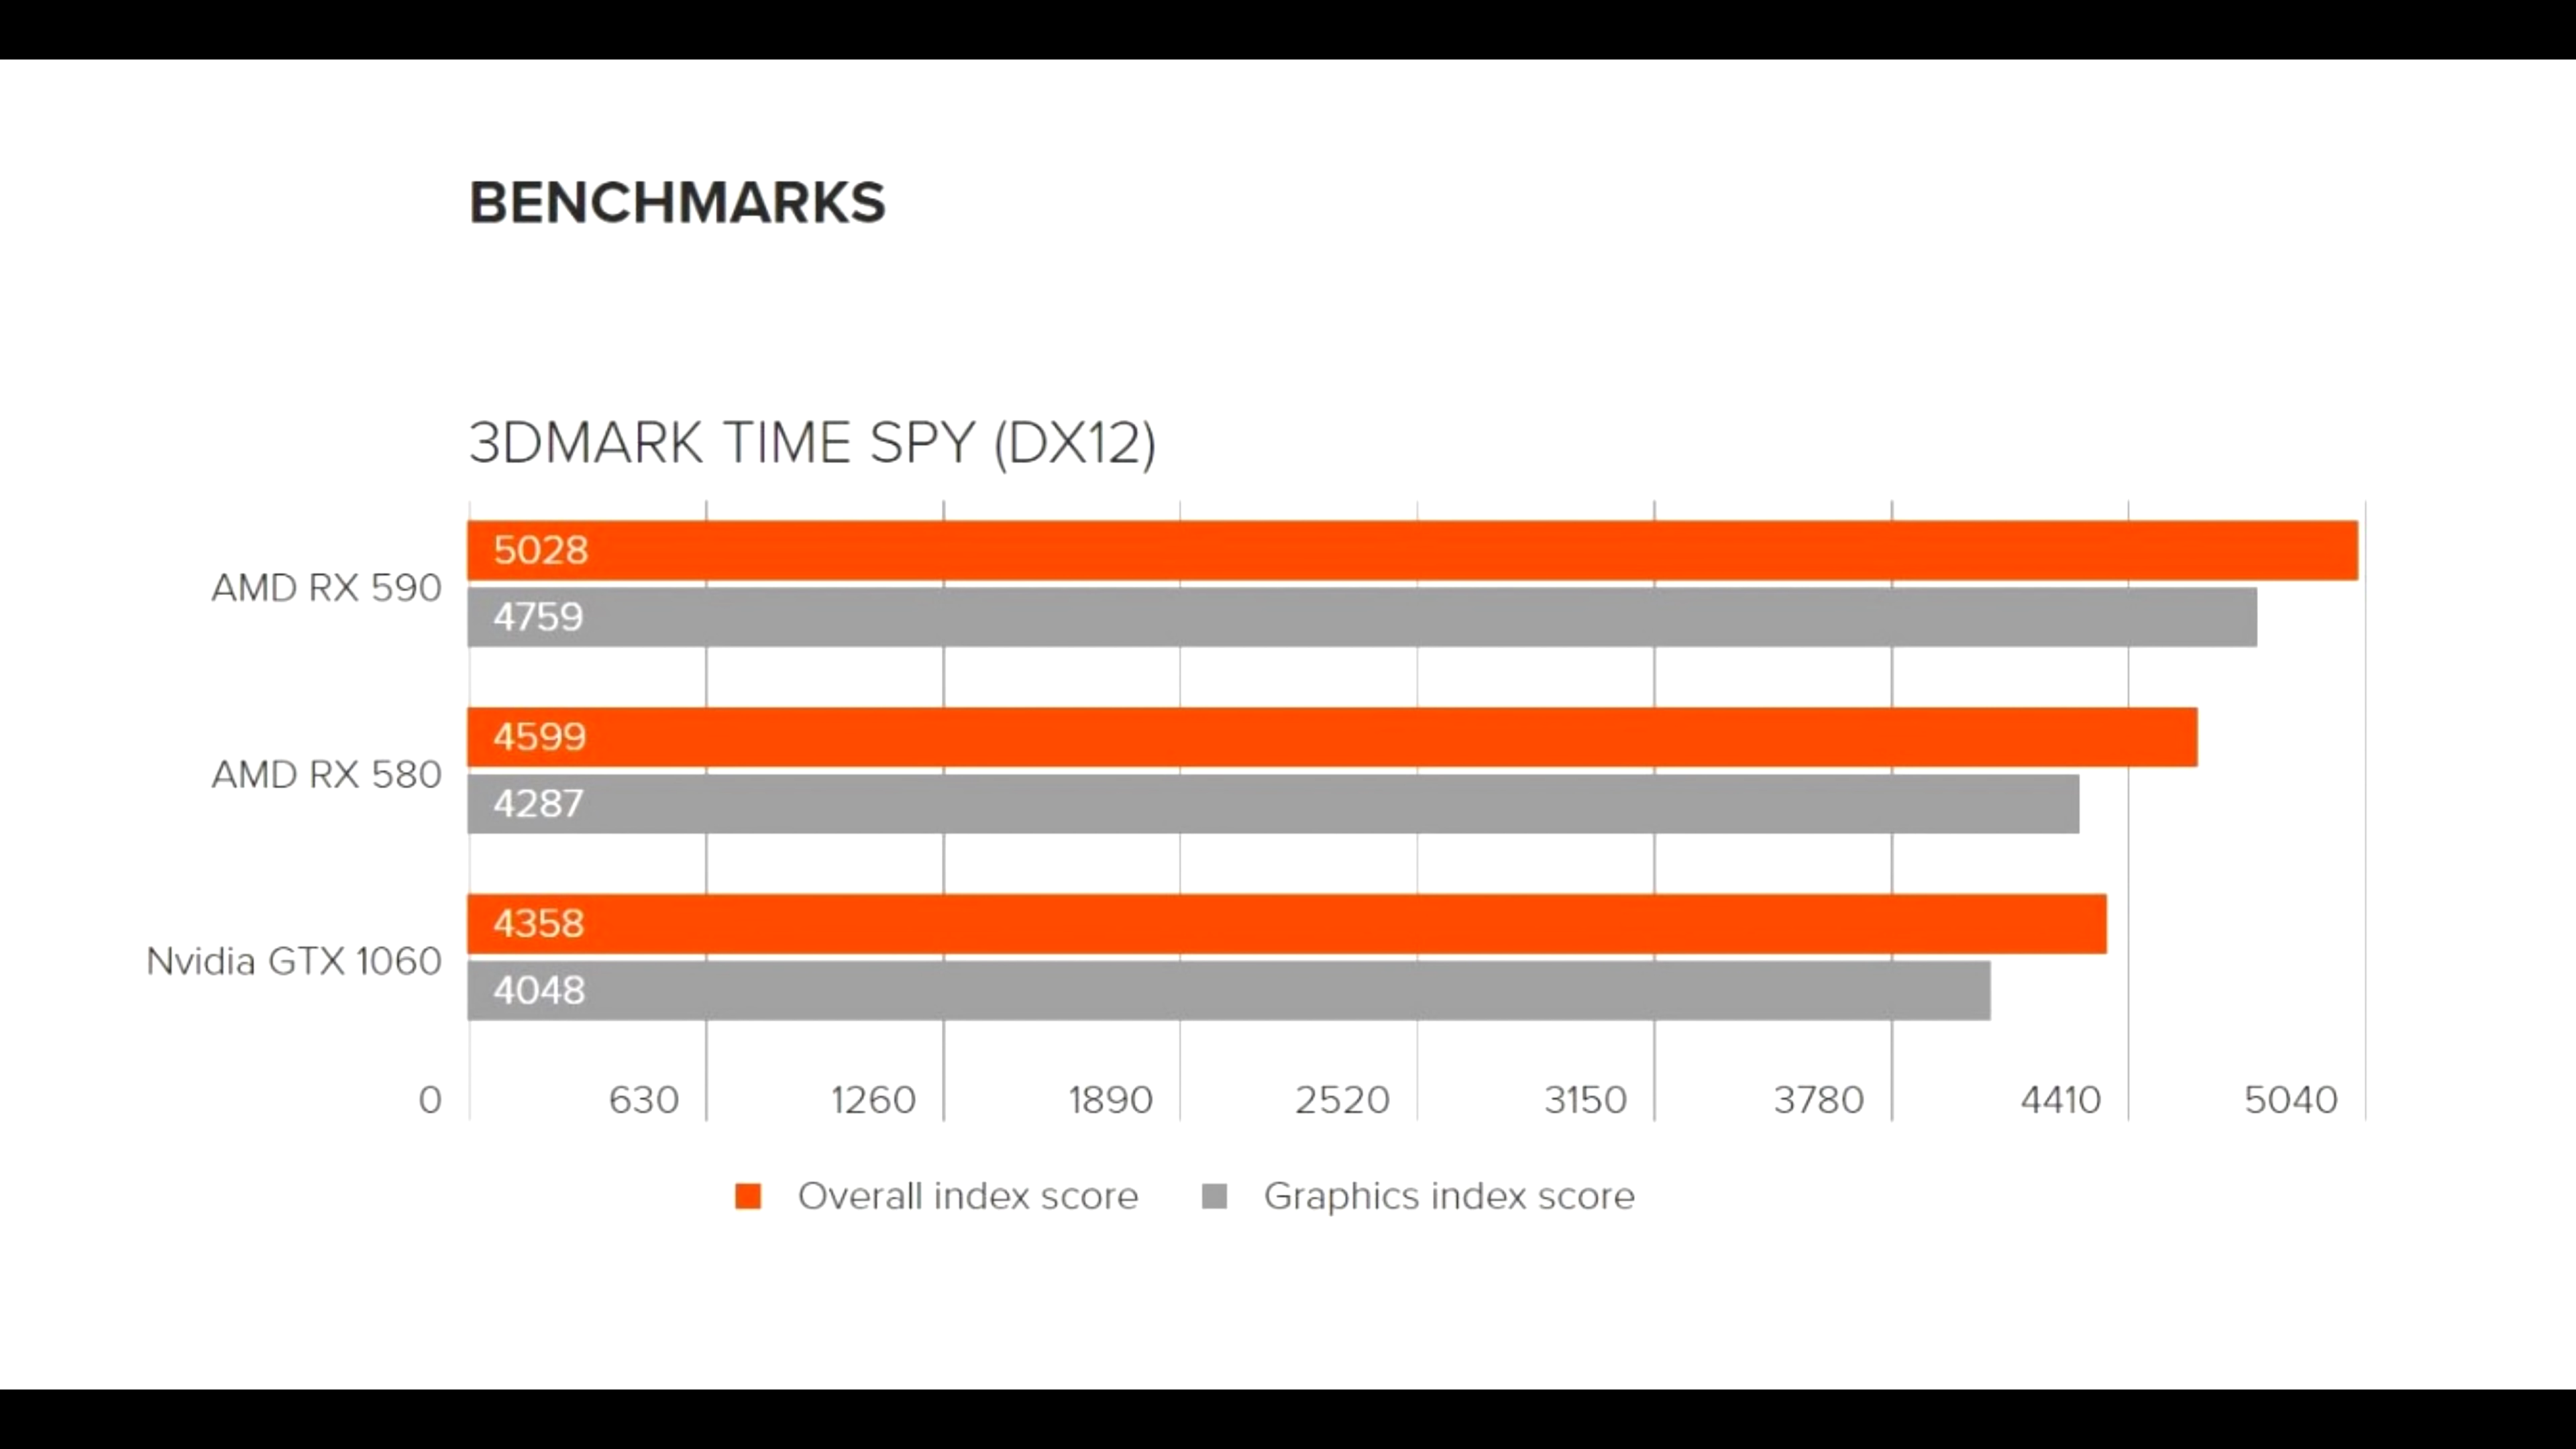 BENCHMARKS
3DMARK TIME SPY (DX12)
AMD RX 590
5028
4759
AMD RX 580
4599
4287
Nvidia GTX 1060
4358
4048
0 630 1260 1890 2520 3150 3780 4410 5040
Overall index score Graphics index score